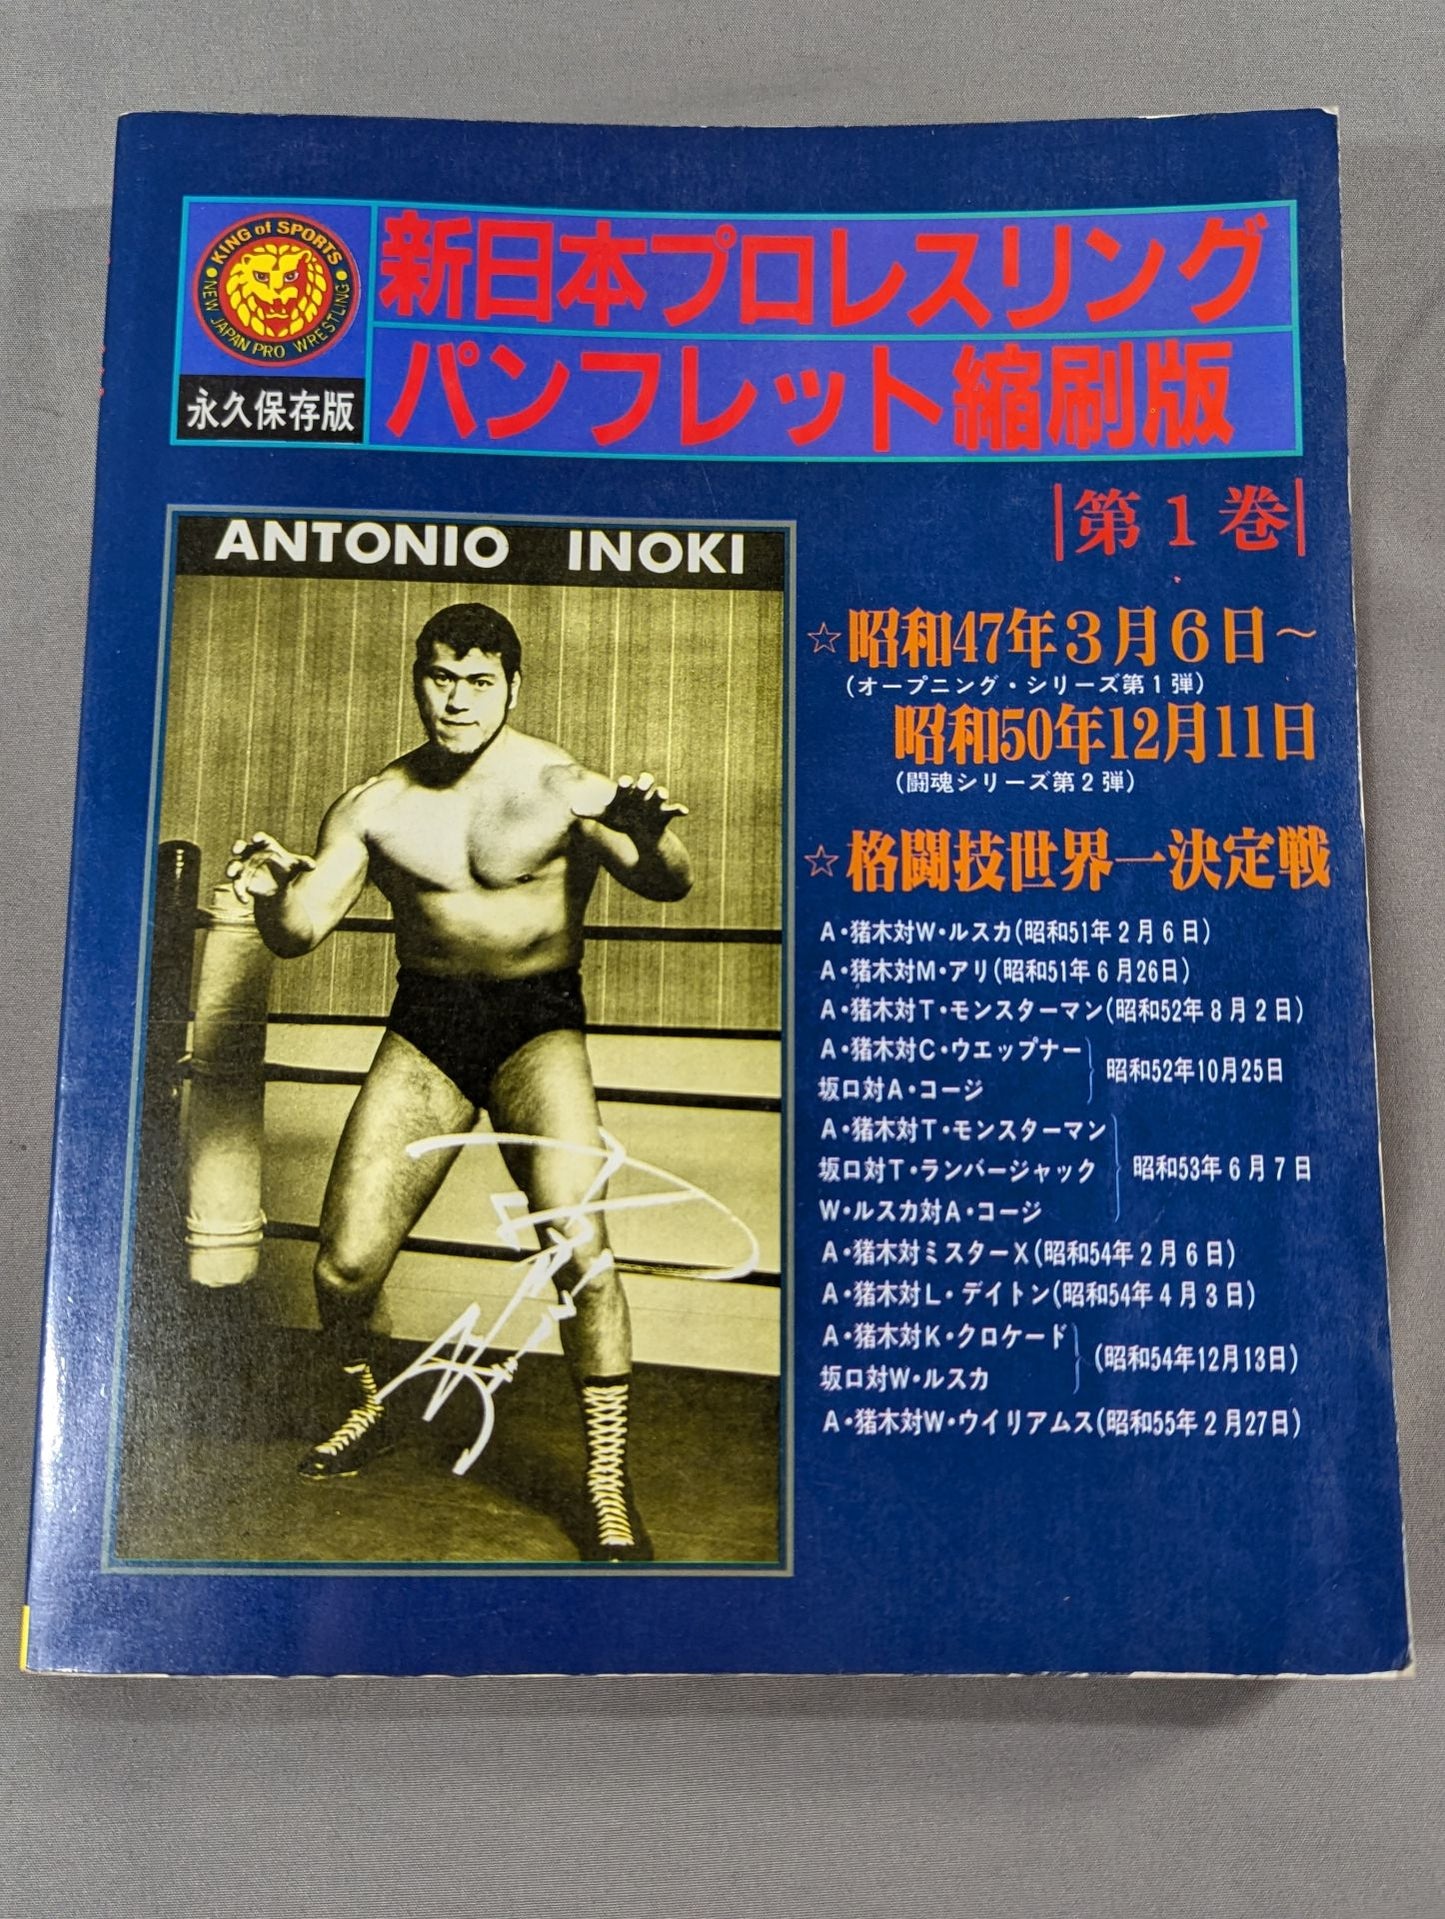 KING of SPORTS
NEW JAPAN PRO WRESTLING
永久保存版
新日本プロレスリング
パンフレット縮刷版
第1巻
ANTONIO INOKI
☆昭和47年3月6日～
(オープニング・シリーズ第1弾)
昭和50年12月11日
(闘魂シリーズ第2弾)
☆格闘技世界一決定戦
A・猪木対W・ルスカ(昭和51年2月6日)
A・猪木対M・アリ(昭和51年6月26日)
A・猪木対T・モンスターマン(昭和52年8月2日)
A・猪木対C・ウエップナー
坂口対A・コージ
昭和52年10月25日
A・猪木対T・モンスターマン
坂口対T・ランバージャック
W・ルスカ対A・コージ
昭和53年6月7日
A・猪木対ミスターX(昭和54年2月6日)
A・猪木対L・デイトン(昭和54年4月3日)
A・猪木対K・クロケード
坂口対W・ルスカ
(昭和54年12月13日)
A・猪木対W・ウイリアムス(昭和55年2月27日)